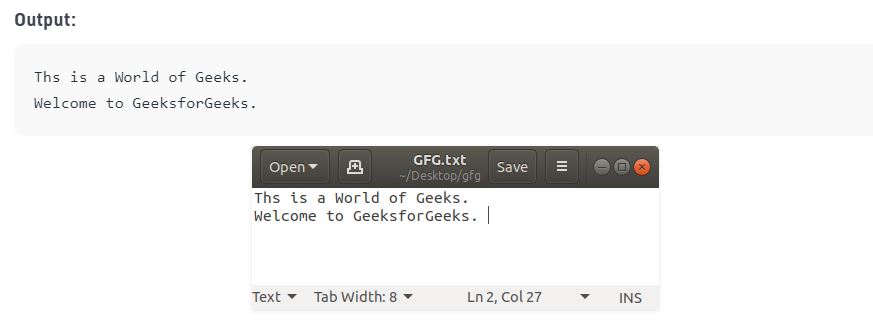 Output:
Ths is a World of Geeks.
Welcome to GeeksforGeeks.
Open
GFG.txt
~/Desktop/gfg
Save
Ths is a World of Geeks.
Welcome to GeeksforGeeks.
Text Tab Width: 8 Ln 2, Col 27 INS